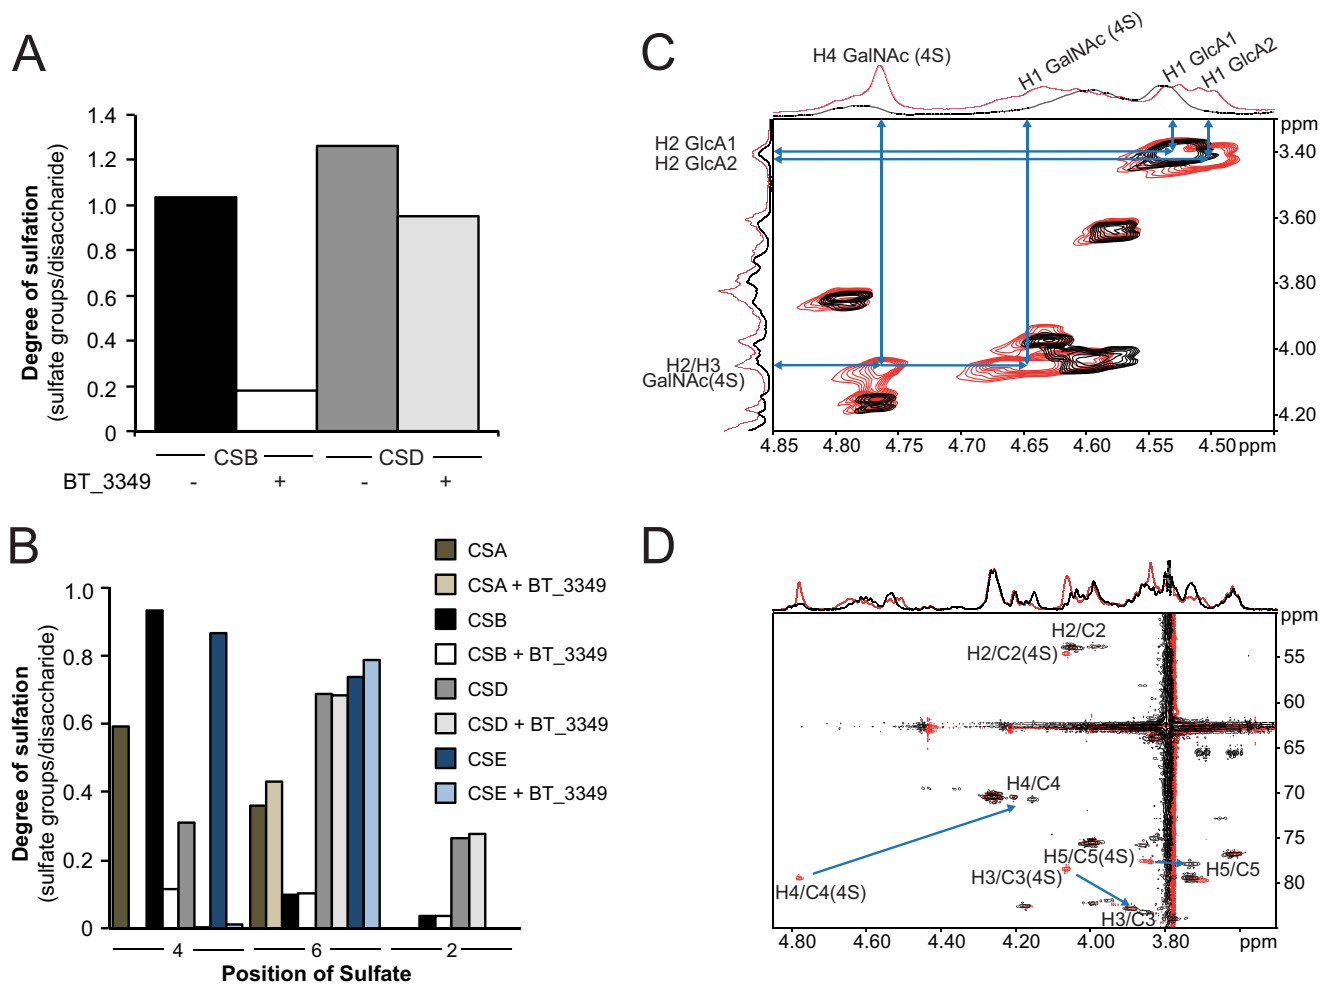 A
Degree of sulfation
(sulfate groups/disaccharide)
1.4
1.2
1.0
0.8
0.6
0.4
0.2
0
CSB
CSD
BT_3349
-
+
-
+
B
Degree of sulfation
(sulfate groups/disaccharide)
1.0
0.8
0.6
0.4
0.2
0
4
6
2
Position of Sulfate
CSA
CSA + BT_3349
CSB
CSB + BT_3349
CSD
CSD + BT_3349
CSE
CSE + BT_3349
C
H4 GalNAc (4S)
H1 GalNAc (4S)
H1 GlcA1
H1 GlcA2
H2 GlcA1
H2 GlcA2
H2/H3
GalNAc(4S)
ppm
3.40
3.60
3.80
4.00
4.20
4.85
4.80
4.75
4.70
4.65
4.60
4.55
4.50
ppm
D
ppm
55
60
65
70
75
80
H2/C2
H2/C2(4S)
H4/C4
H5/C5(4S)
H5/C5
H3/C3(4S)
H4/C4(4S)
H3/C3
4.80
4.60
4.40
4.20
4.00
3.80
ppm